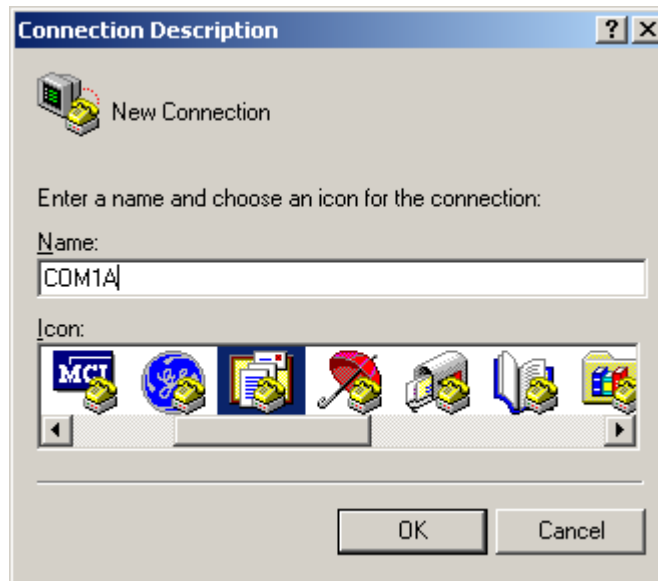 Connection Description
New Connection
Enter a name and choose an icon for the connection:
Name:
COM1A
Icon:
MCI
OK Cancel